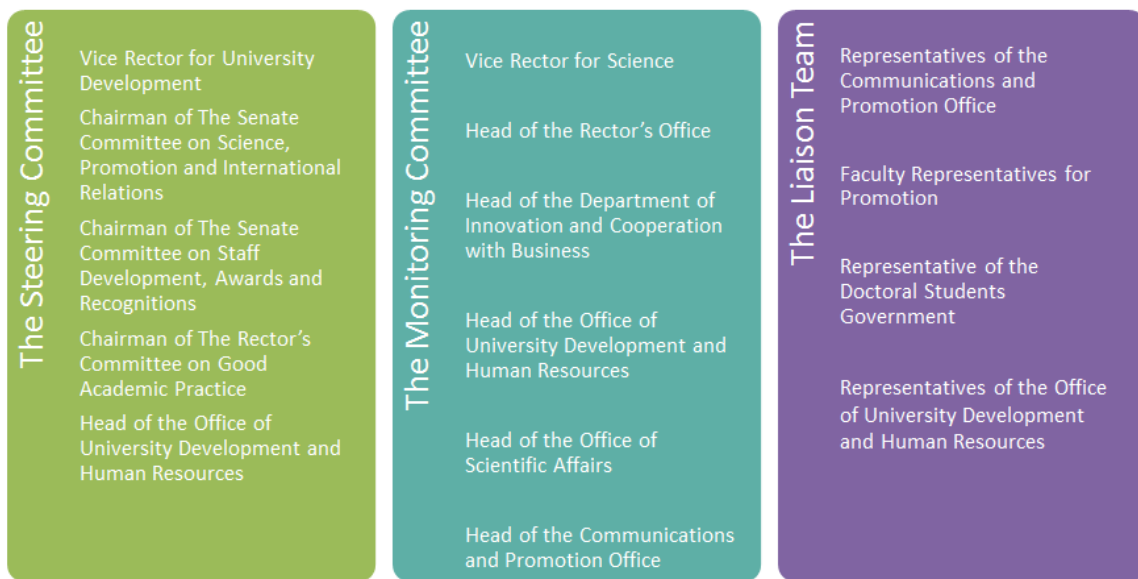 The Steering Committee
Vice Rector for University
Development
Chairman of The Senate
Committee on Science,
Promotion and International
Relations
Chairman of The Senate
Committee on Staff
Development, Awards and
Recognitions
Chairman of The Rector's
Committee on Good
Academic Practice
Head of the Office of
University Development and
Human Resources
The Monitoring Committee
Vice Rector for Science
Head of the Rector's Office
Head of the Department of
Innovation and Cooperation
with Business
Head of the Office of
University Development and
Human Resources
Head of the Office of
Scientific Affairs
Head of the Communications
and Promotion Office
The Liaison Team
Representatives of the
Communications and
Promotion Office
Faculty Representatives for
Promotion
Representative of the
Doctoral Students
Government
Representatives of the Office
of University Development
and Human Resources